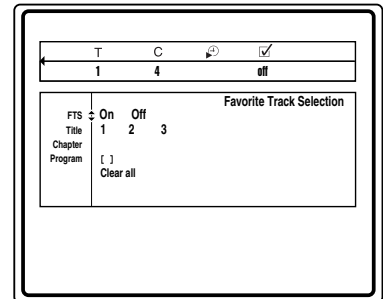 T C
1 4 off
Favorite Track Selection
FTS On Off
Title 1 2 3
Chapter
Program [ ]
Clear all